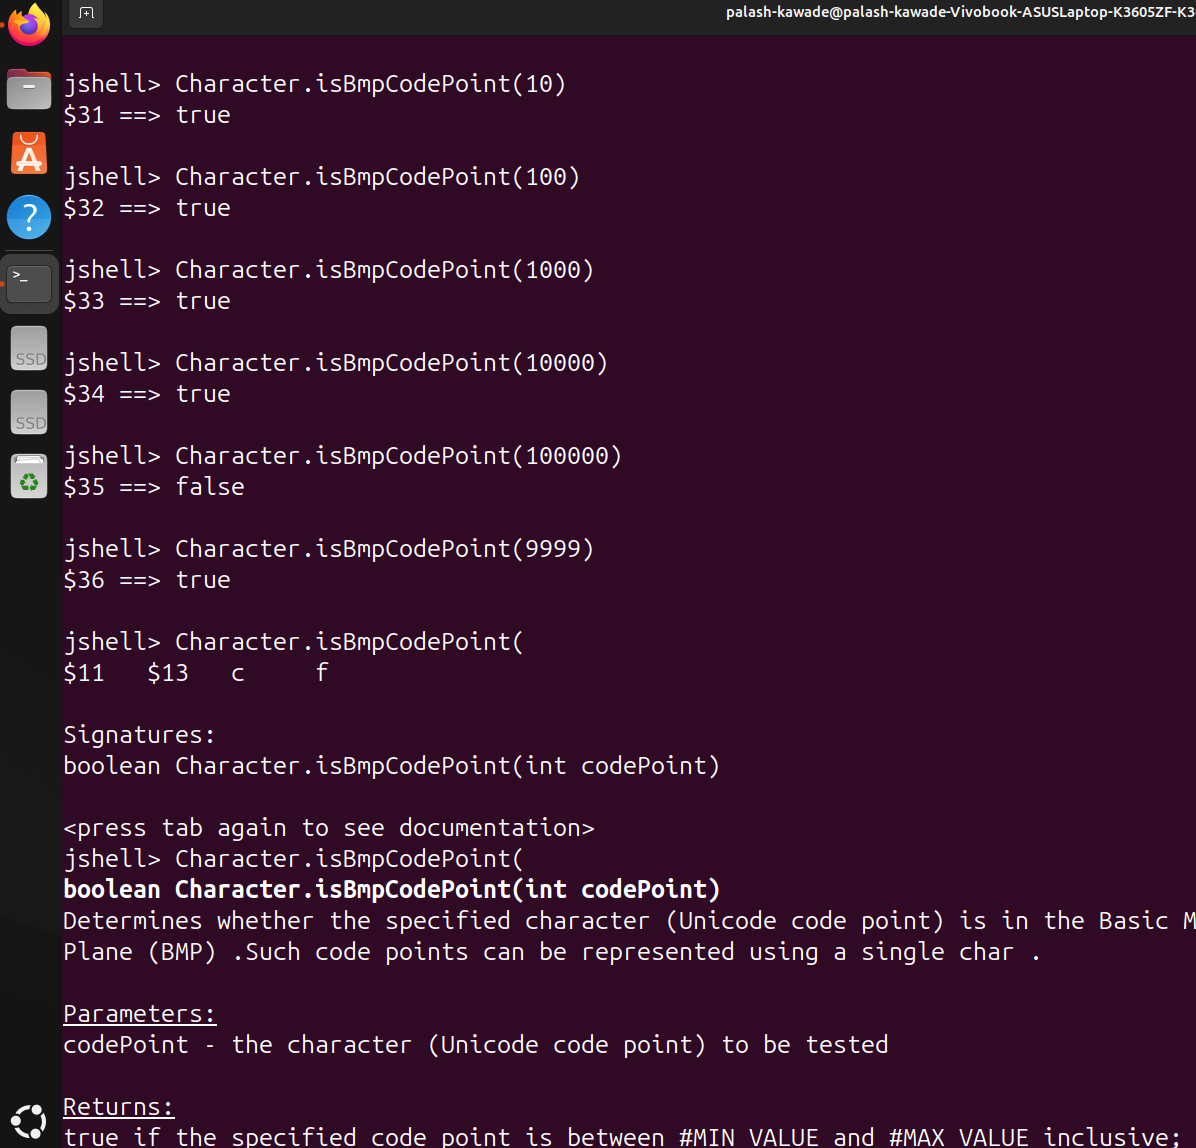 palash-kawade@palash-kawade-Vivobook-ASUSLaptop-K3605ZF-K3
jshell> Character.isBmpCodePoint(10)
$31 ==> true
jshell> Character.isBmpCodePoint(100)
$32 ==> true
jshell> Character.isBmpCodePoint(1000)
$33 ==> true
jshell> Character.isBmpCodePoint(10000)
$34 ==> true
jshell> Character.isBmpCodePoint(100000)
$35 ==> false
jshell> Character.isBmpCodePoint(9999)
$36 ==> true
jshell> Character.isBmpCodePoint(
$11   $13   c     f
Signatures:
boolean Character.isBmpCodePoint(int codePoint)
<press tab again to see documentation>
jshell> Character.isBmpCodePoint(
boolean Character.isBmpCodePoint(int codePoint)
Determines whether the specified character (Unicode code point) is in the Basic M
Plane (BMP) .Such code points can be represented using a single char .
Parameters:
codePoint - the character (Unicode code point) to be tested
Returns:
true if the specified code point is between #MIN_VALUE and #MAX_VALUE inclusive;
SSD
SSD